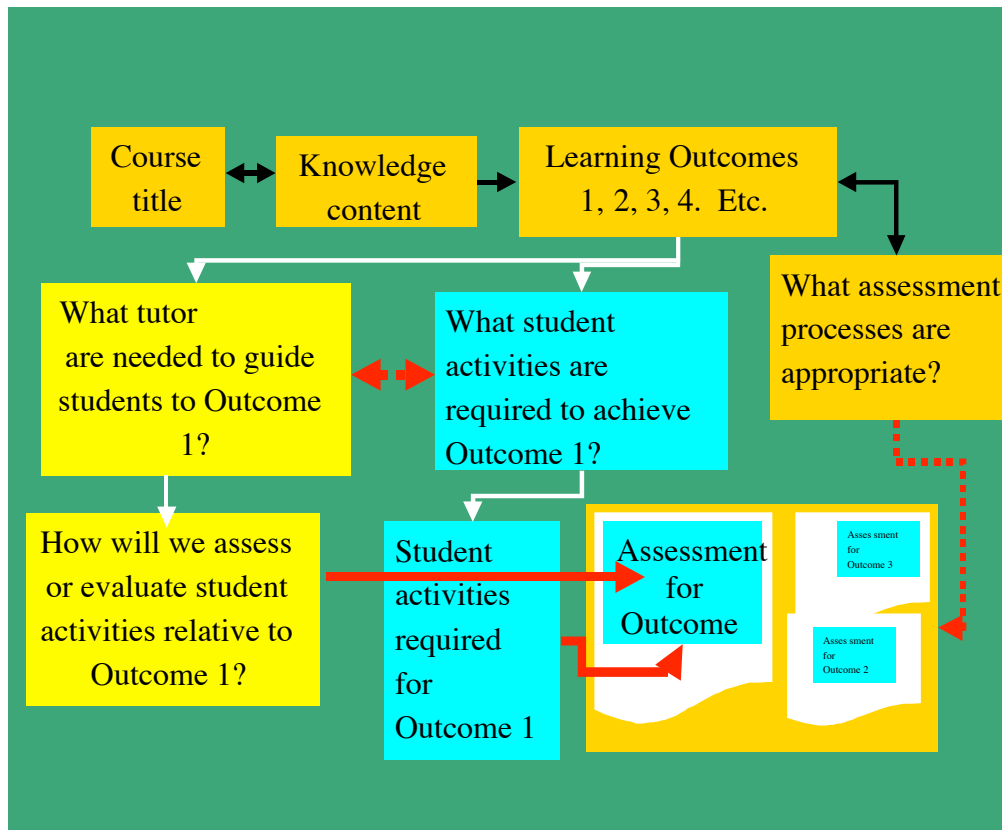 Course
title
Knowledge
content
Learning Outcomes
1, 2, 3, 4.  Etc.
What tutor
are needed to guide
students to Outcome
1?
What student
activities are
required to achieve
Outcome 1?
What assessment
processes are
appropriate?
How will we assess
or evaluate student
activities relative to
Outcome 1?
Student
activities
required
for
Outcome 1
Assessment
for
Outcome
Asses sment
for
Outcome 3
Asses sment
for
Outcome 2